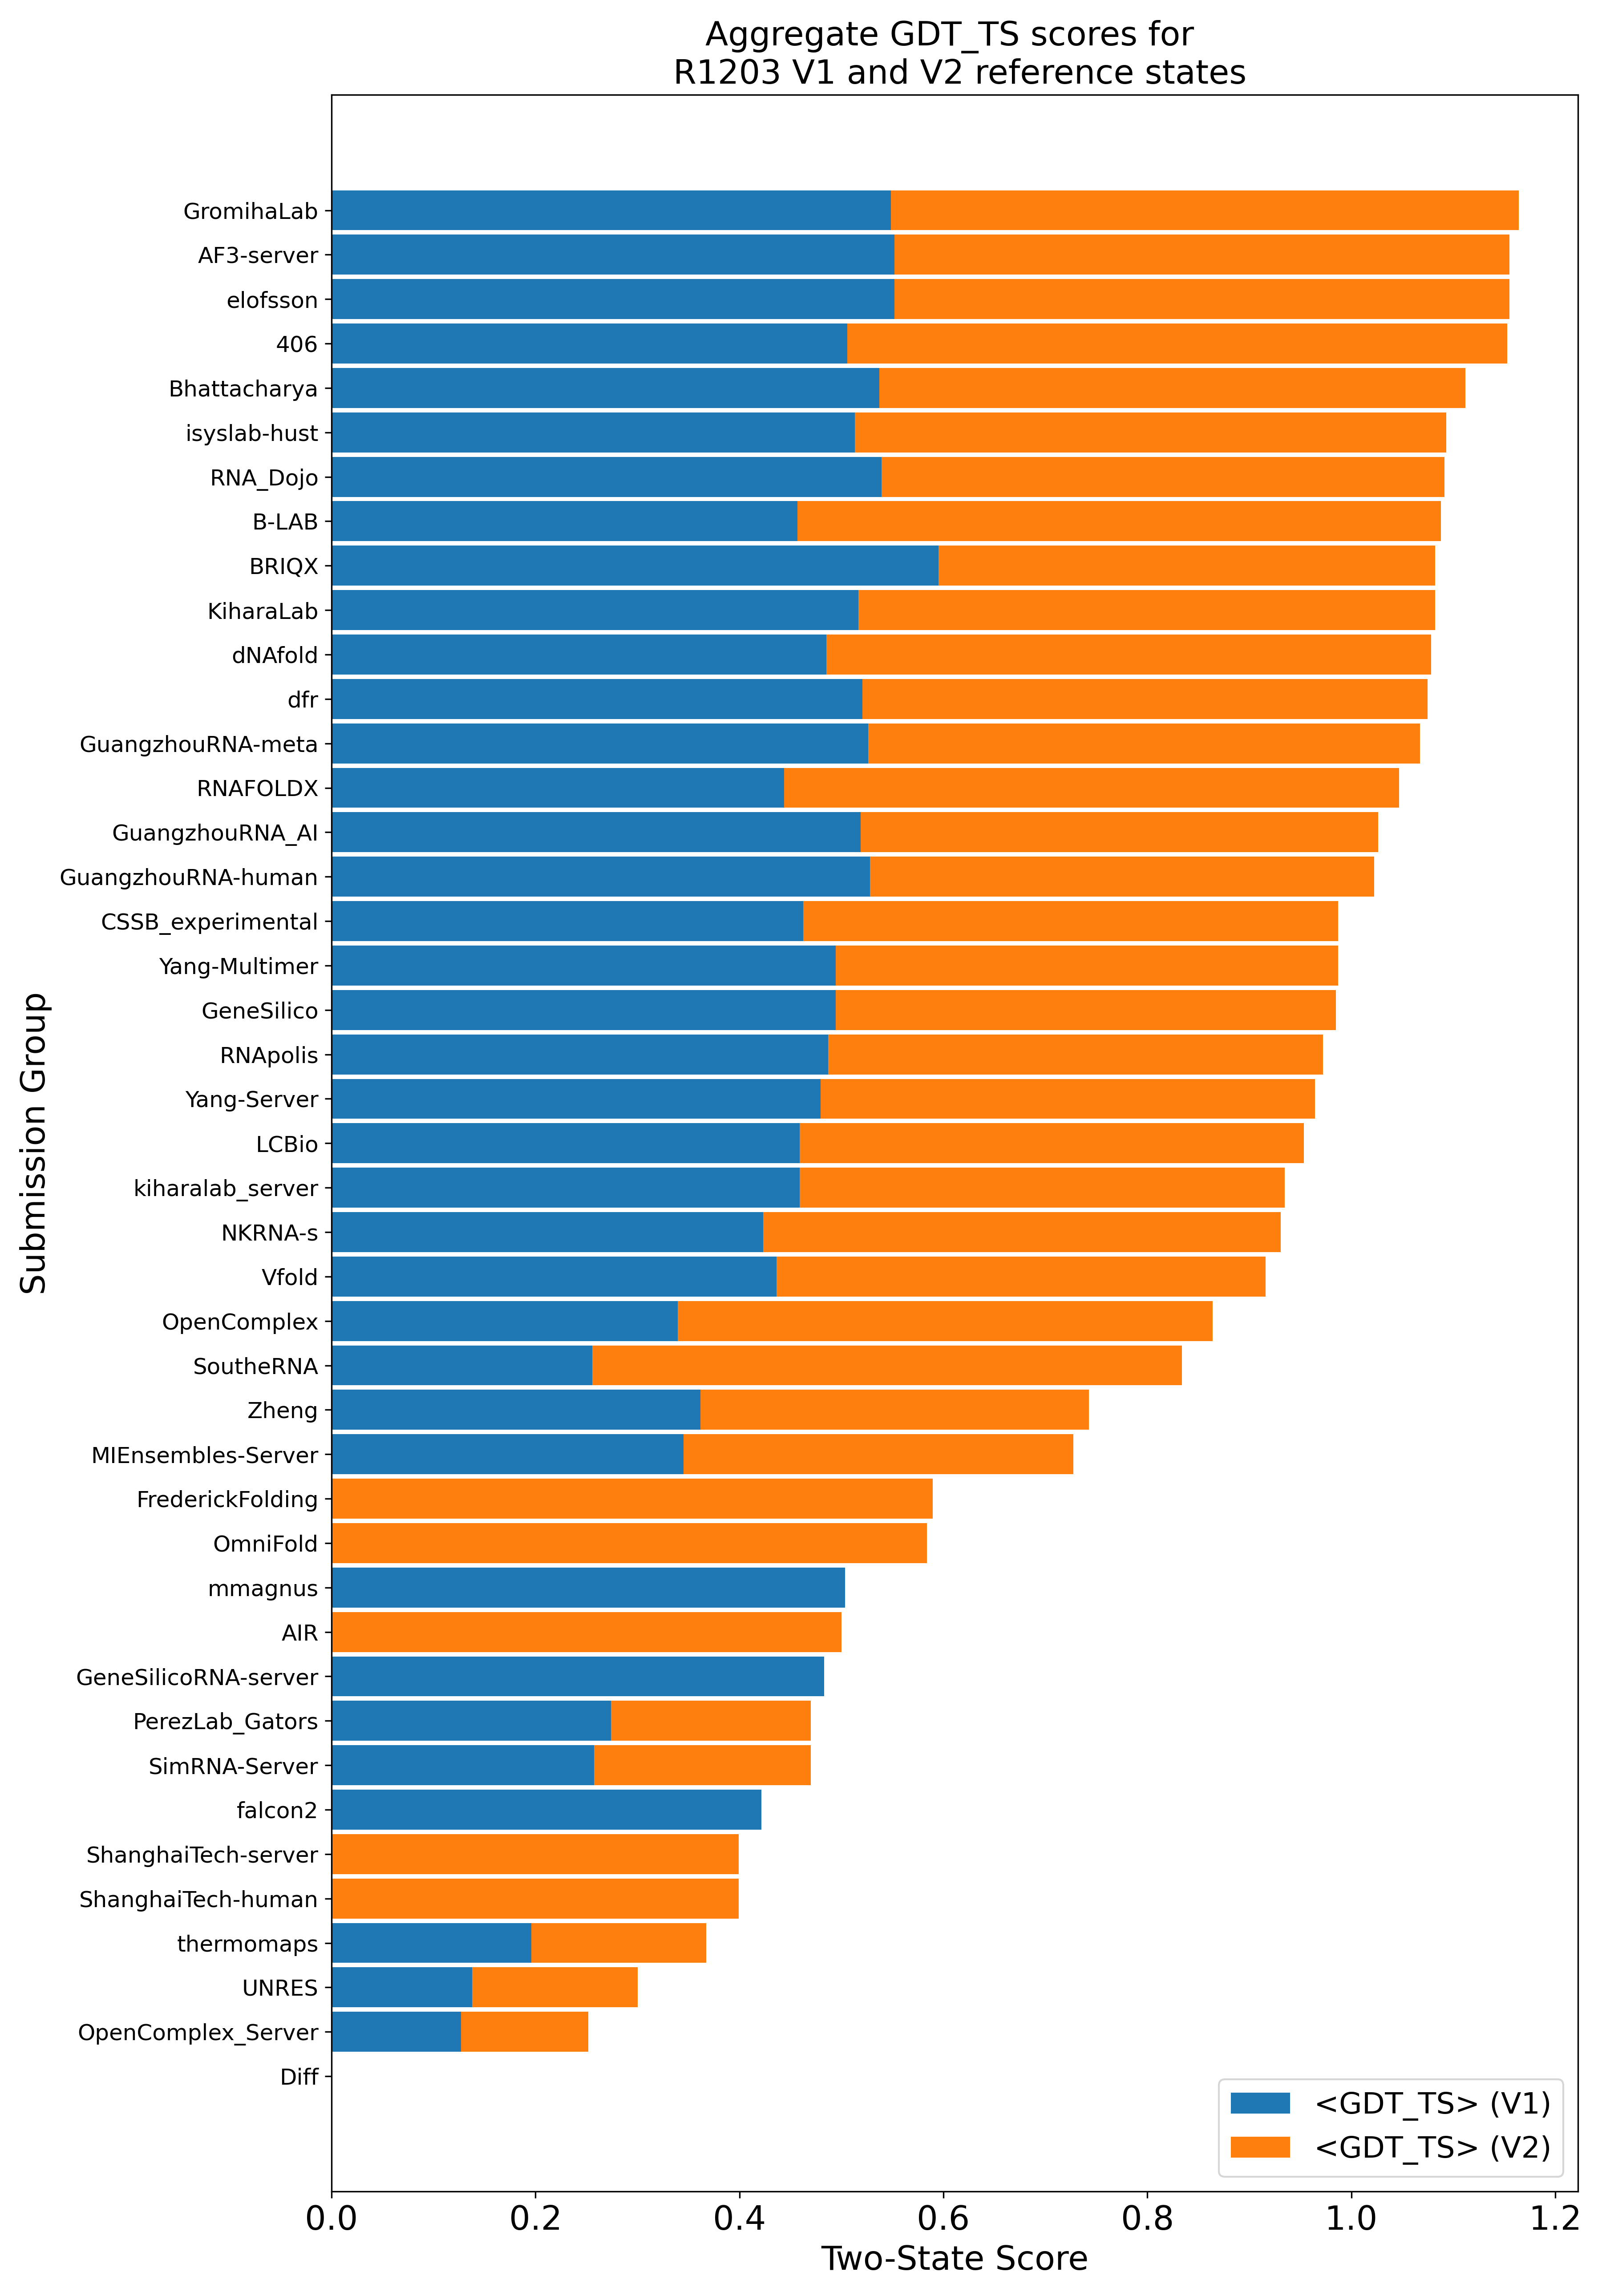 Aggregate GDT_TS scores for
R1203 V1 and V2 reference states
GromihaLab
AF3-server
elofsson
406
Bhattacharya
isyslab-hust
RNA_Dojo
B-LAB
BRIQX
KiharaLab
dNAfold
dfr
GuangzhouRNA-meta
RNAFOLDX
GuangzhouRNA_AI
GuangzhouRNA-human
CSSB_experimental
Yang-Multimer
GeneSilico
RNApolis
Yang-Server
LCBio
kiharalab_server
NKRNA-s
Vfold
OpenComplex
SoutheRNA
Zheng
MIEnsembles-Server
FrederickFolding
OmniFold
mmagnus
AIR
GeneSilicoRNA-server
PerezLab_Gators
SimRNA-Server
falcon2
ShanghaiTech-server
ShanghaiTech-human
thermomaps
UNRES
OpenComplex_Server
Diff
Submission Group
<GDT_TS> (V1)
<GDT_TS> (V2)
0.0 0.2 0.4 0.6 0.8 1.0 1.2
Two-State Score